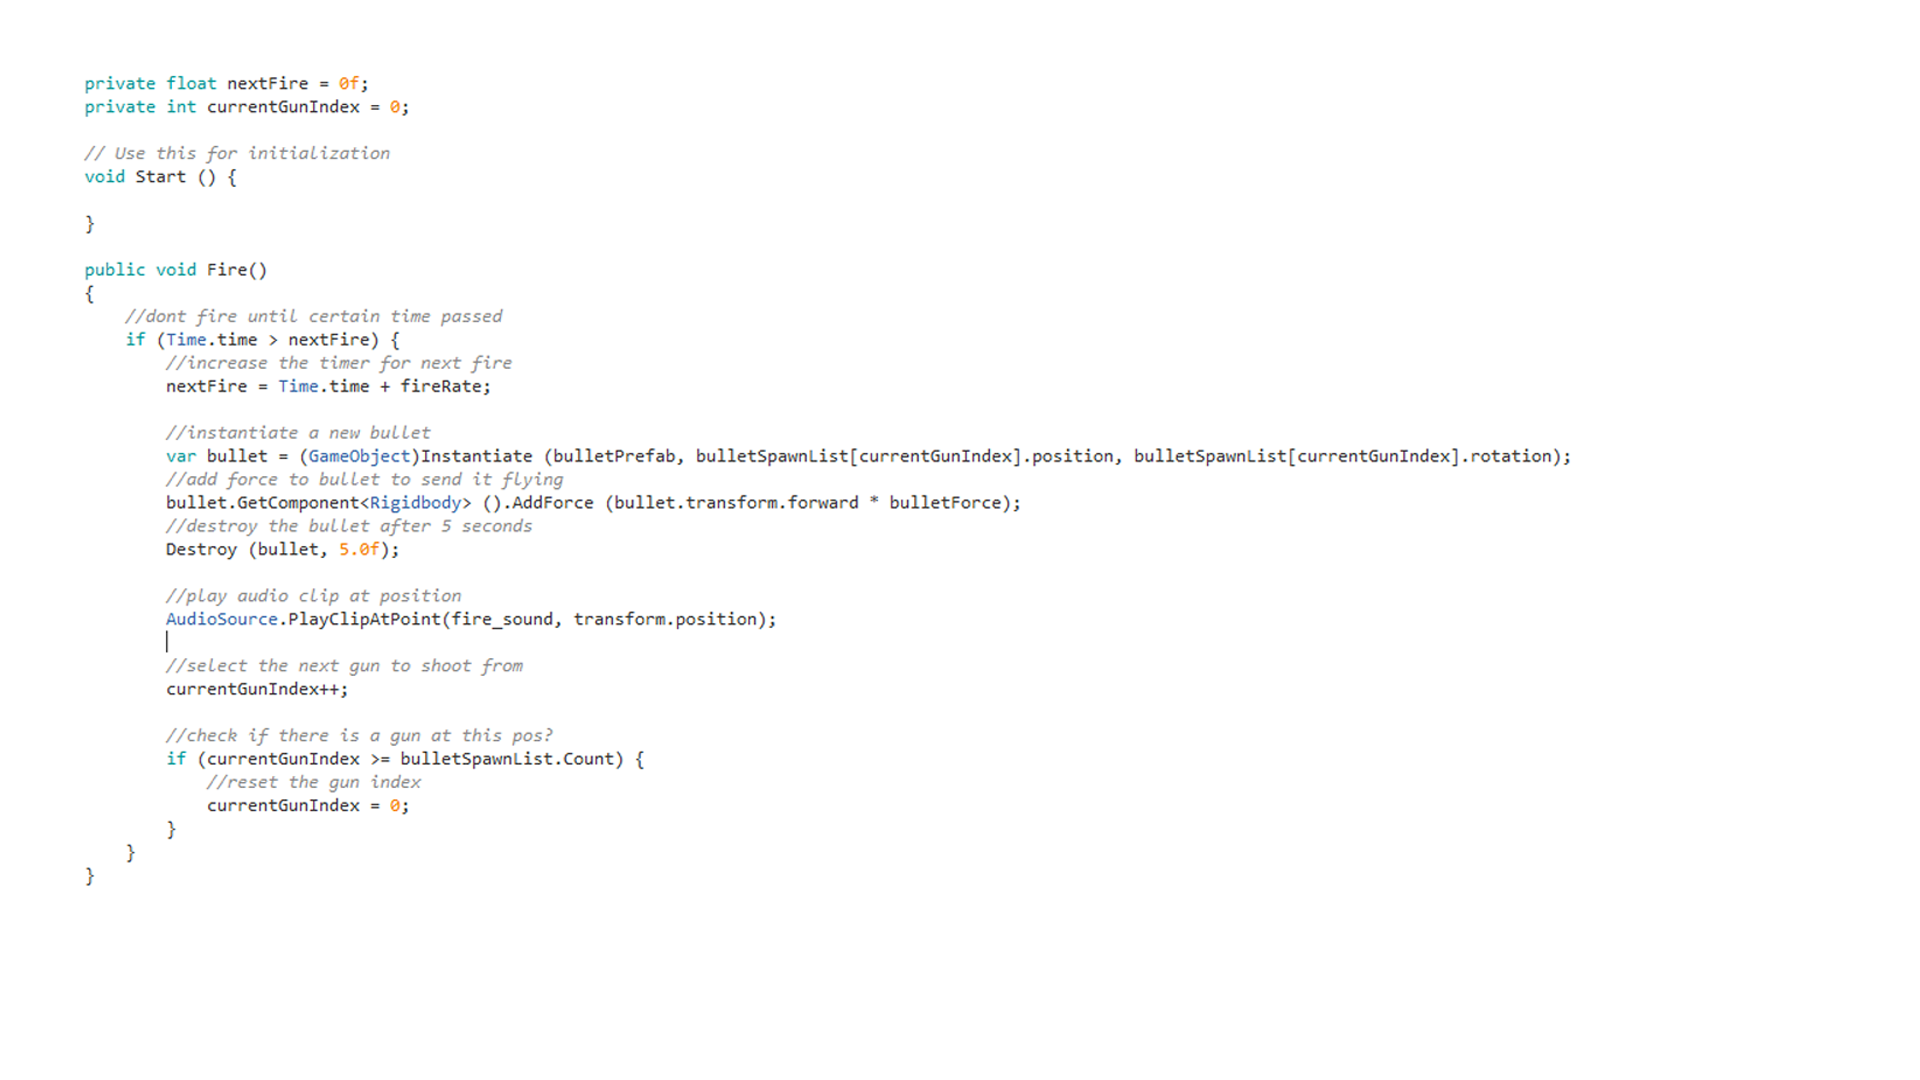 private float nextFire = 0f;
private int currentGunIndex = 0;
// Use this for initialization
void Start () {
}
public void Fire()
{
//dont fire until certain time passed
if (Time.time > nextFire) {
//increase the timer for next fire
nextFire = Time.time + fireRate;
//instantiate a new bullet
var bullet = (GameObject)Instantiate (bulletPrefab, bulletSpawnList[currentGunIndex].position, bulletSpawnList[currentGunIndex].rotation);
//add force to bullet to send it flying
bullet.GetComponent<Rigidbody> ().AddForce (bullet.transform.forward * bulletForce);
//destroy the bullet after 5 seconds
Destroy (bullet, 5.0f);
//play audio clip at position
AudioSource.PlayClipAtPoint(fire_sound, transform.position);
//select the next gun to shoot from
currentGunIndex++;
//check if there is a gun at this pos?
if (currentGunIndex >= bulletSpawnList.Count) {
//reset the gun index
currentGunIndex = 0;
}
}
}